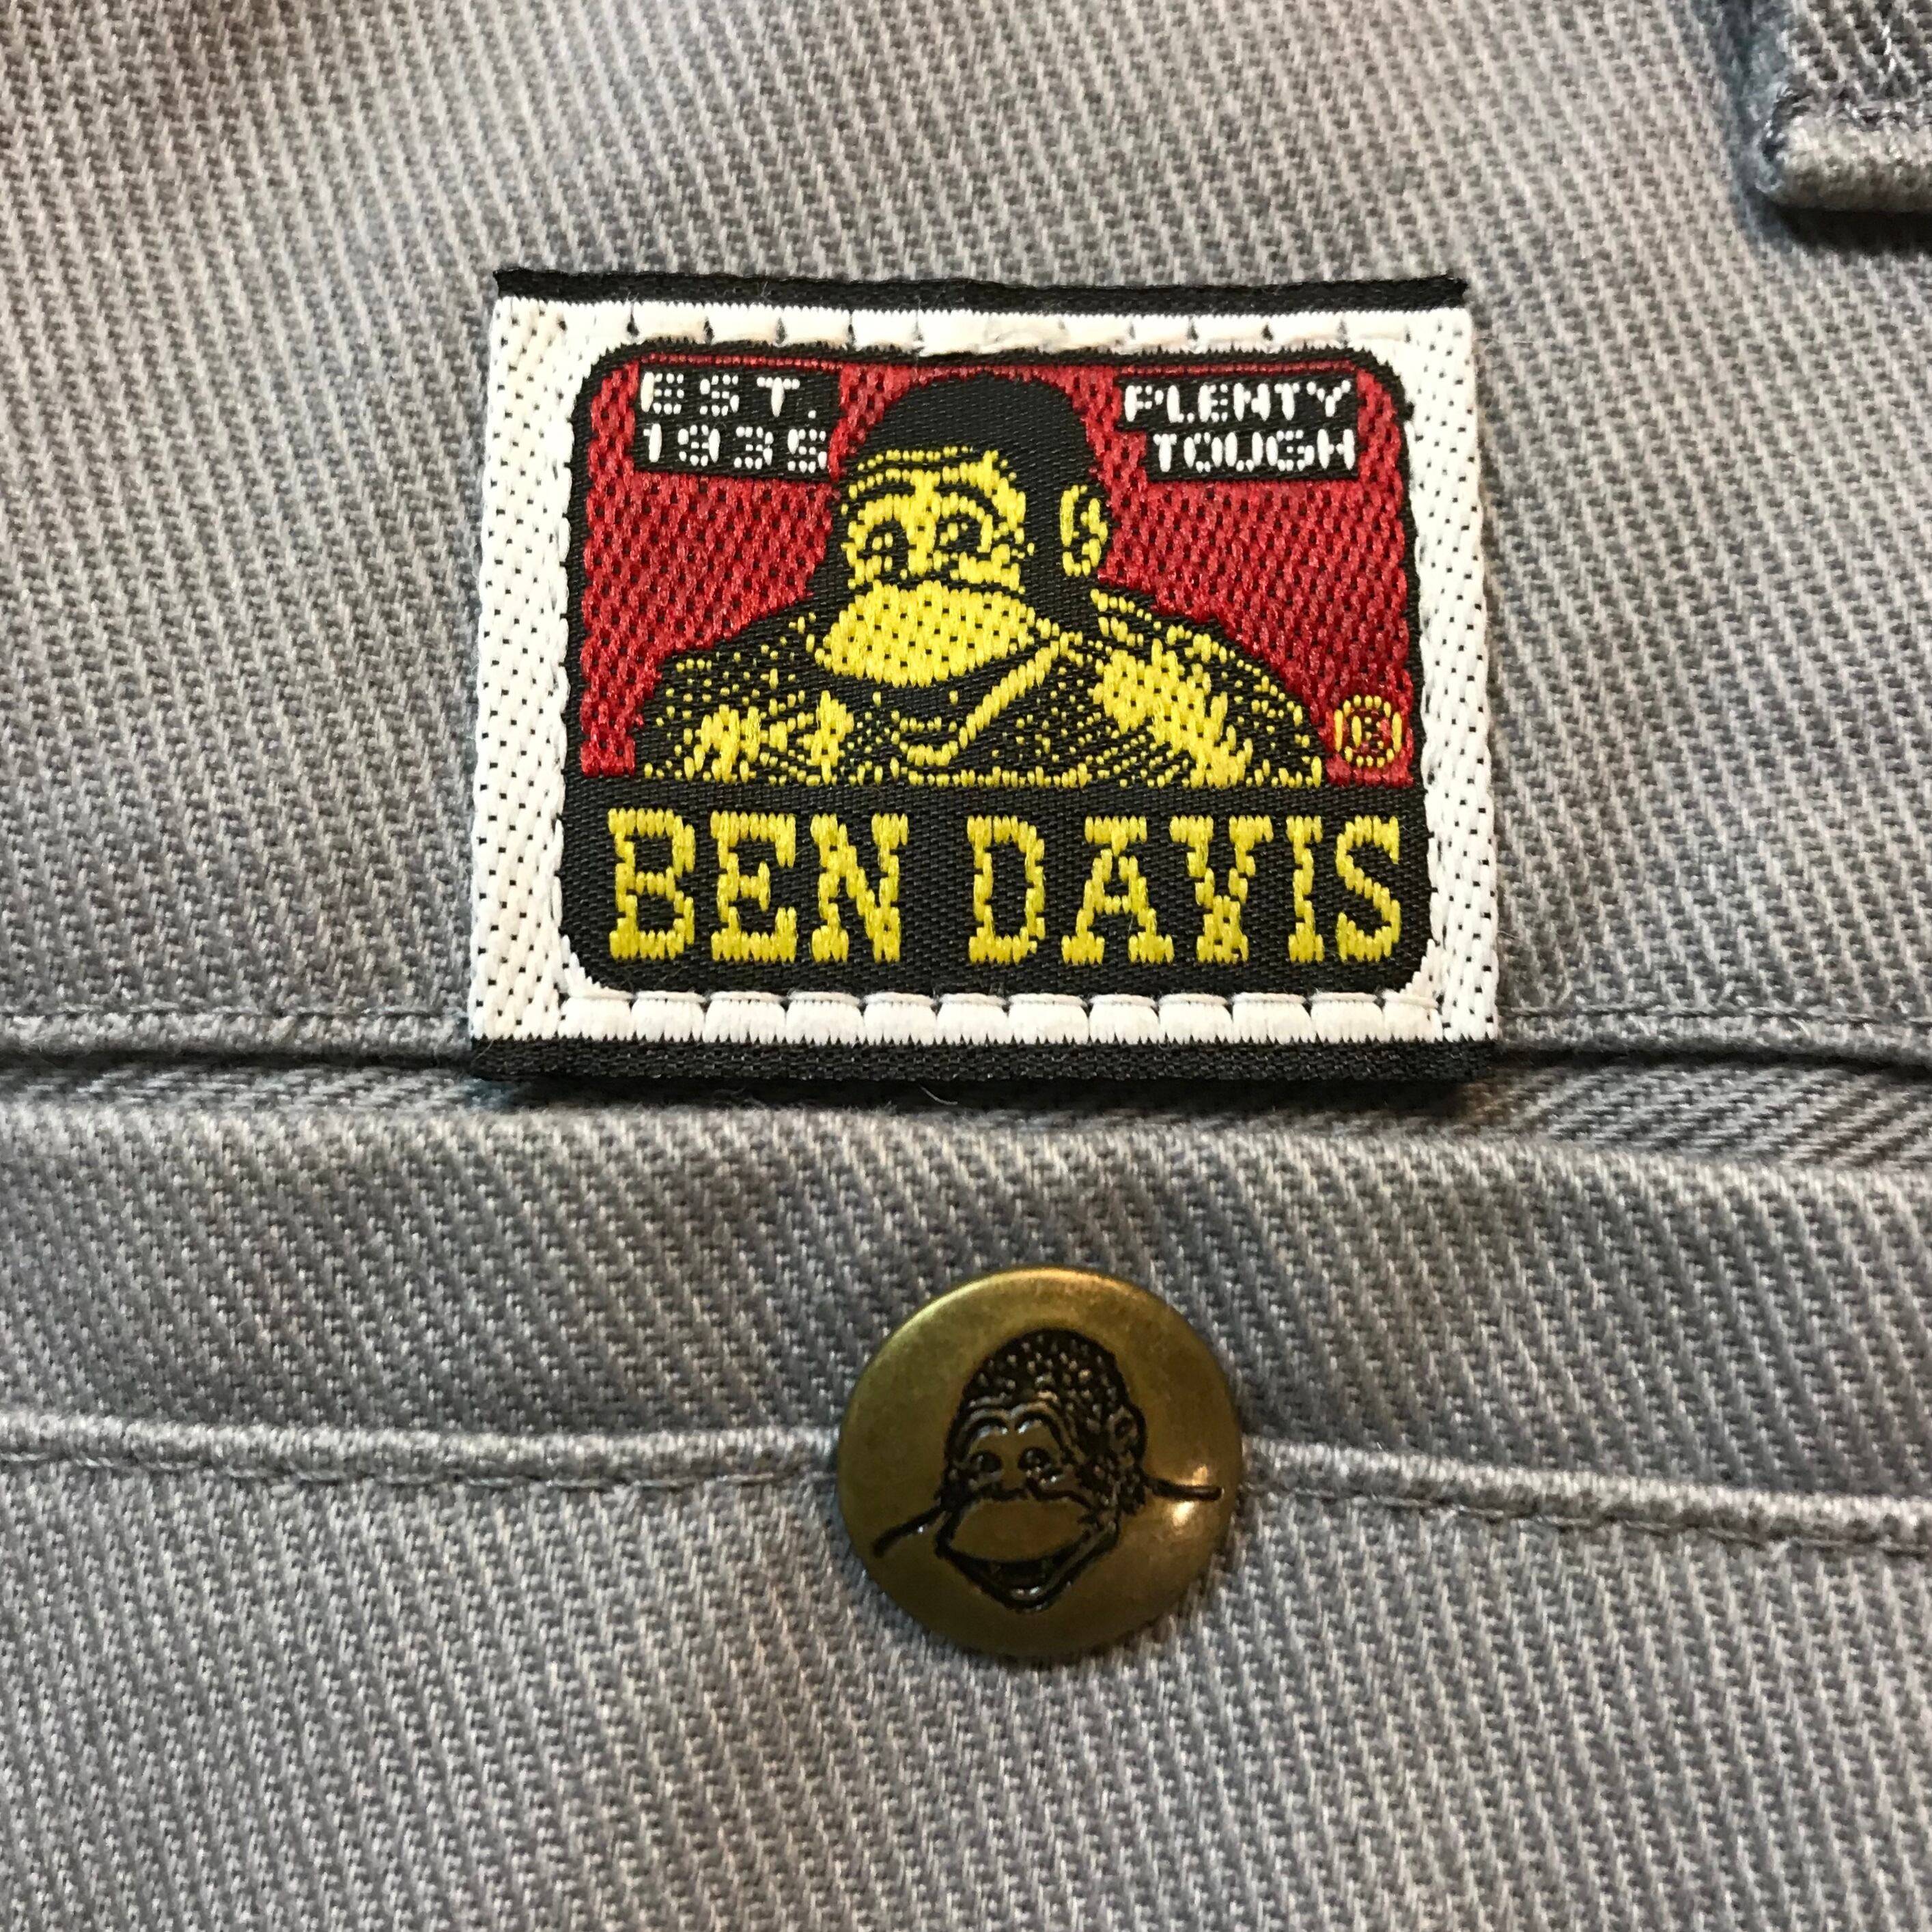 EST. PLENTY
1935 TOUGH
®
BEN DAVIS